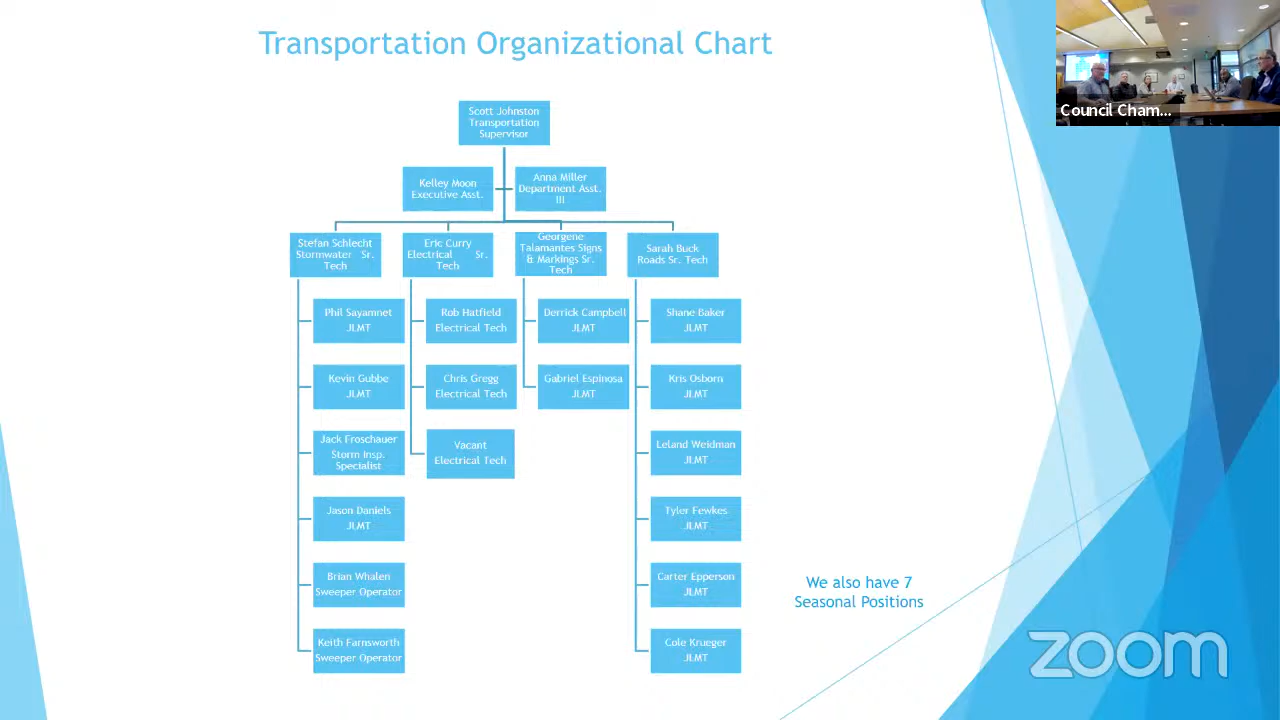 Transportation Organizational Chart
Council Cham...
Scott Johnston
Transportation
Supervisor
Kelley Moon
Executive Asst.
Anna Miller
Department Asst.
III
Stefan Schlecht
Stormwater Sr.
Tech
Eric Curry
Electrical Sr.
Tech
Georgene
Talamantes Signs
& Markings Sr.
Tech
Sarah Buck
Roads Sr. Tech
Phil Sayamnet
JLMT
Kevin Gubbe
JLMT
Jack Froschauer
Storm Insp.
Specialist
Jason Daniels
JLMT
Brian Whalen
Sweeper Operator
Keith Farnsworth
Sweeper Operator
Rob Hatfield
Electrical Tech
Chris Gregg
Electrical Tech
Vacant
Electrical Tech
Derrick Campbell
JLMT
Gabriel Espinosa
JLMT
Shane Baker
JLMT
Kris Osborn
JLMT
Leland Weidman
JLMT
Tyler Fewkes
JLMT
Carter Epperson
JLMT
Cole Krueger
JLMT
We also have 7
Seasonal Positions
zoom